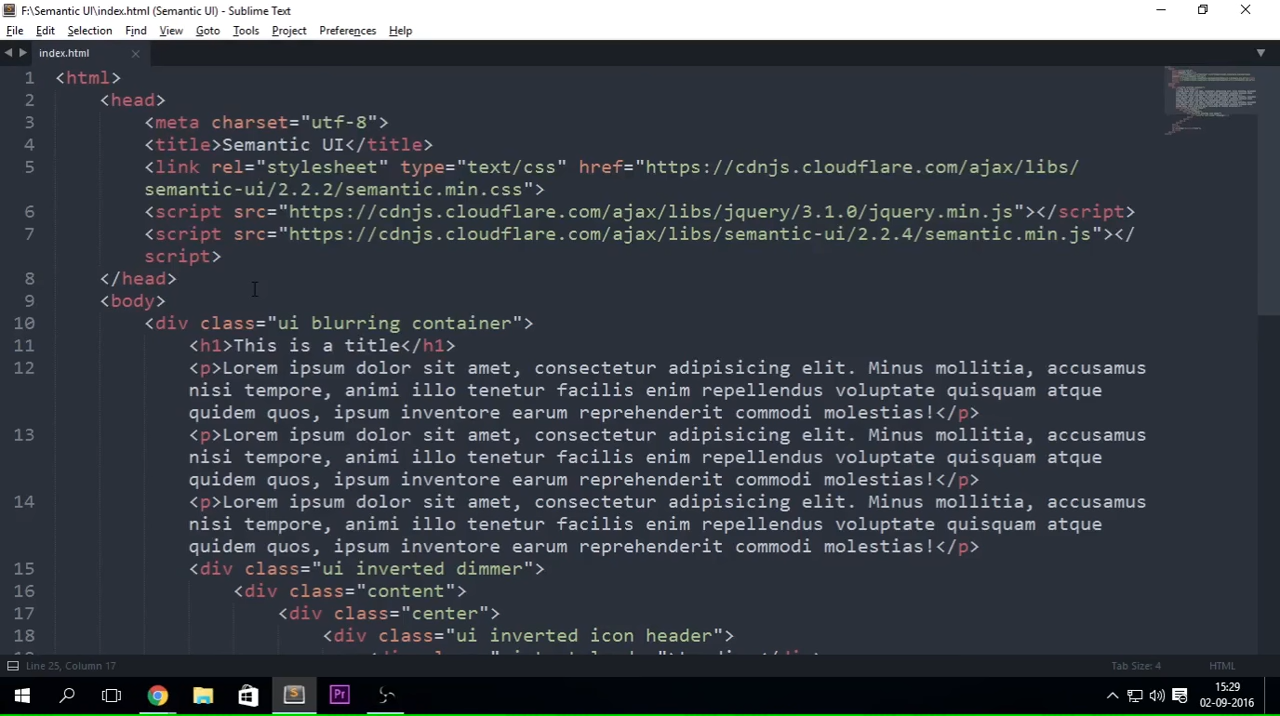 F:\Semantic UI\index.html (Semantic UI) - Sublime Text
File Edit Selection Find View Goto Tools Project Preferences Help
index.html
1 <html>
2 <head>
3 <meta charset="utf-8">
4 <title>Semantic UI</title>
5 <link rel="stylesheet" type="text/css" href="https://cdnjs.cloudflare.com/ajax/libs/
semantic-ui/2.2.2/semantic.min.css">
6 <script src="https://cdnjs.cloudflare.com/ajax/libs/jquery/3.1.0/jquery.min.js"></script>
7 <script src="https://cdnjs.cloudflare.com/ajax/libs/semantic-ui/2.2.4/semantic.min.js"></
script>
8 </head>
9 <body>
10 <div class="ui blurring container">
11 <h1>This is a title</h1>
12 <p>Lorem ipsum dolor sit amet, consectetur adipisicing elit. Minus mollitia, accusamus
nisi tempore, animi illo tenetur facilis enim repellendus voluptate quisquam atque
quidem quos, ipsum inventore earum reprehenderit commodi molestias!</p>
13 <p>Lorem ipsum dolor sit amet, consectetur adipisicing elit. Minus mollitia, accusamus
nisi tempore, animi illo tenetur facilis enim repellendus voluptate quisquam atque
quidem quos, ipsum inventore earum reprehenderit commodi molestias!</p>
14 <p>Lorem ipsum dolor sit amet, consectetur adipisicing elit. Minus mollitia, accusamus
nisi tempore, animi illo tenetur facilis enim repellendus voluptate quisquam atque
quidem quos, ipsum inventore earum reprehenderit commodi molestias!</p>
15 <div class="ui inverted dimmer">
16 <div class="content">
17 <div class="center">
18 <div class="ui inverted icon header">
Line 25, Column 17
Tab Size: 4
HTML
Pr
15:29
02-09-2016